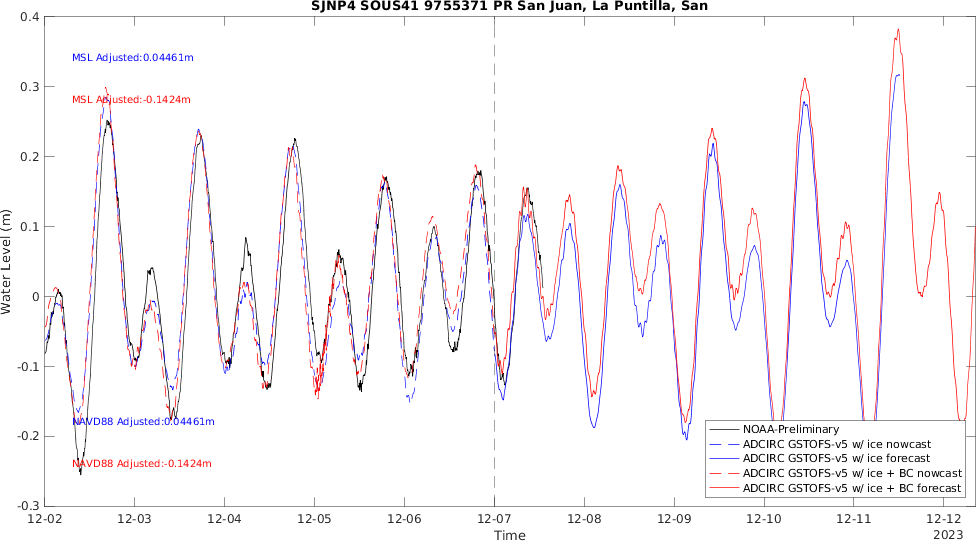 SJNP4 SOUS41 9755371 PR San Juan, La Puntilla, San
0.4
0.3
0.2
0.1
0
-0.1
-0.2
-0.3
Water Level (m)
MSL Adjusted:0.04461m
MSL Adjusted:-0.1424m
NAVD88 Adjusted:0.04461m
NAVD88 Adjusted:-0.1424m
NOAA-Preliminary
ADCIRC GSTOFS-v5 w/ ice nowcast
ADCIRC GSTOFS-v5 w/ ice forecast
ADCIRC GSTOFS-v5 w/ ice + BC nowcast
ADCIRC GSTOFS-v5 w/ ice + BC forecast
12-02 12-03 12-04 12-05 12-06 12-07 12-08 12-09 12-10 12-11 12-12
2023
Time